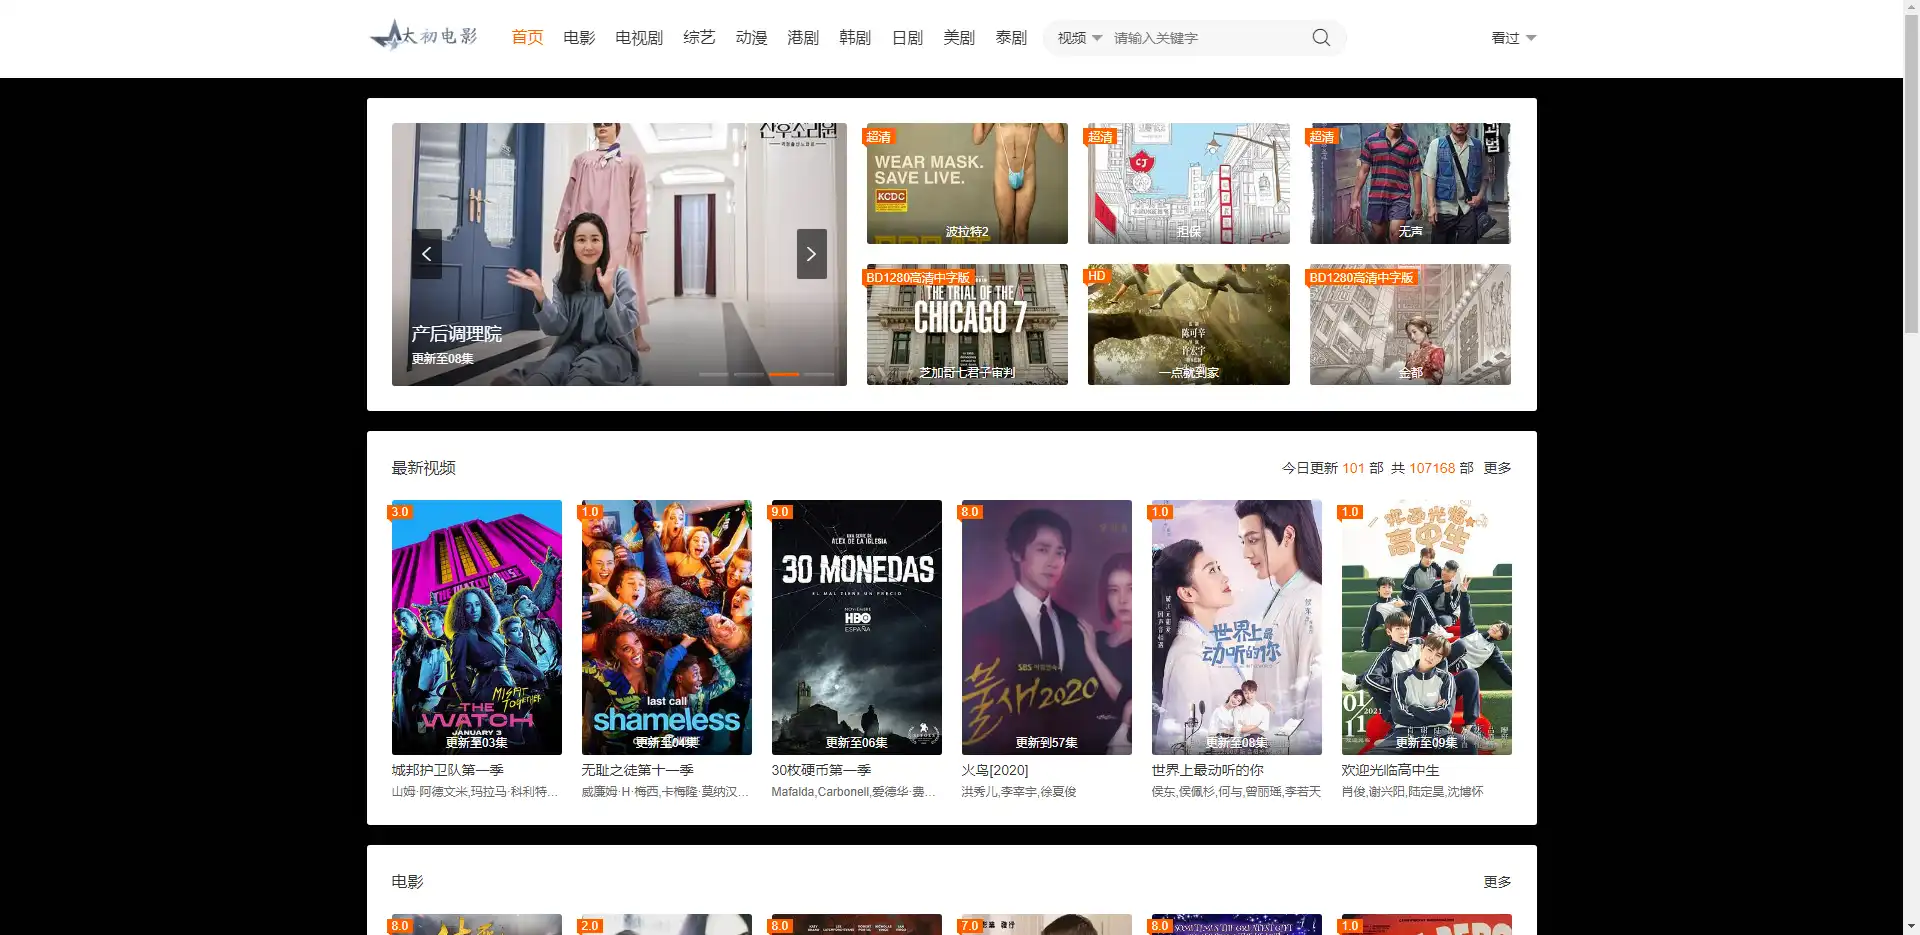 太初电影
首页 电影 电视剧 综艺 动漫 港剧 韩剧 日剧 美剧 泰剧
视频 请输入关键字
看过
산후조리원
产后调理院
更新至08集
超清
WEAR MASK.
SAVE LIVE.
KCDC
波拉特2
超清
CJ
担保
超清
无声
BD1280高清中字版
THE TRIAL OF THE
CHICAGO 7
芝加哥七君子审判
HD
陈可辛
许宏宇
一点就到家
BD1280高清中字版
金都
最新视频
今日更新 101 部 共 107168 部 更多
3.0
MISFIT
TOGETHER
THE
WATCH
JANUARY 3
更新至03集
城邦护卫队第一季
山姆·阿德文米,玛拉马·科利特…
1.0
last call
shameless
更新至04集
无耻之徒第十一季
威廉姆·H·梅西,卡梅隆·莫纳汉…
9.0
UNA SERIE DE
ALEX DE LA IGLESIA
30 MONEDAS
EL MAL TIENE UN PRECIO
NOVIEMBRE
HBO
ESPAÑA
更新至06集
30枚硬币第一季
Mafalda,Carbonell,爱德华·裹…
8.0
SBS 아침연속극
불새2020
更新到57集
火鸟[2020]
洪秀儿,李宰宇,徐夏俊
1.0
世界上最
动听的你
更新至08集
世界上最动听的你
侯东,侯佩杉,何与,曾丽瑶,李若天
1.0
欢迎光临
高中生
01/11
2021
更新至09集
欢迎光临高中生
肖俊,谢兴阳,陆定昊,沈博怀
电影
更多
8.0
2.0
8.0
7.0
8.0
1.0